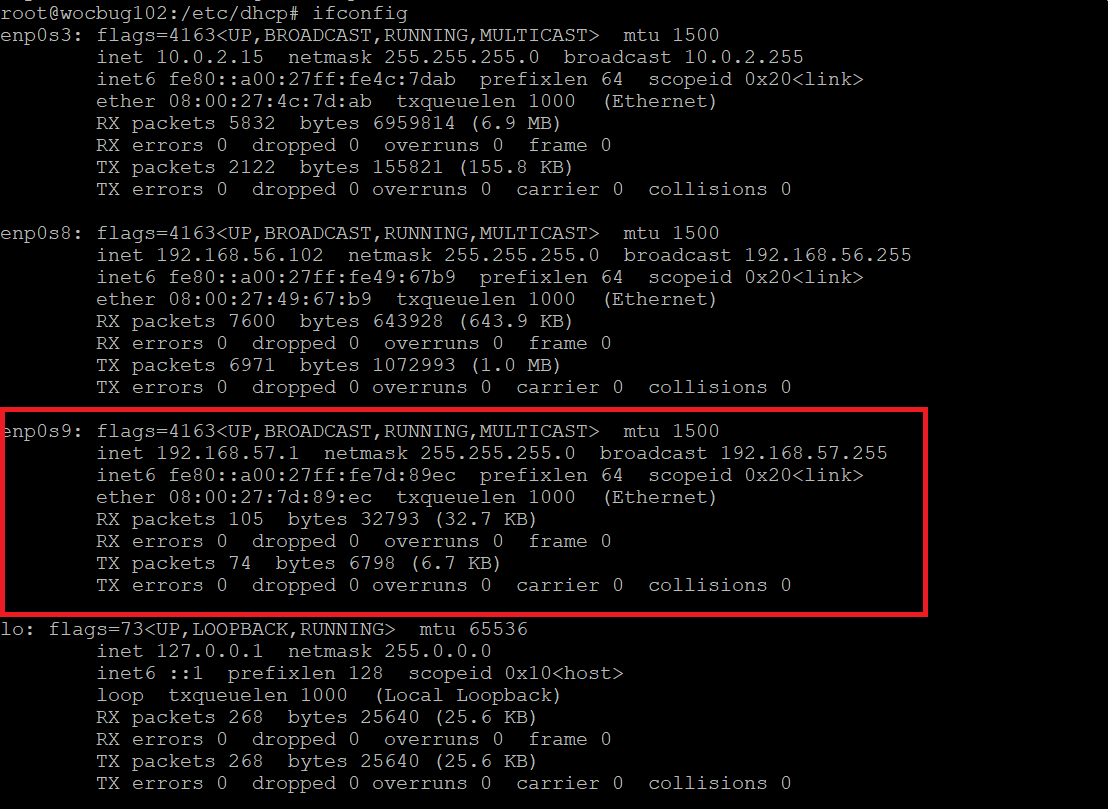 root@wocbug102:/etc/dhcp# ifconfig
enp0s3: flags=4163<UP,BROADCAST,RUNNING,MULTICAST>  mtu 1500
        inet 10.0.2.15  netmask 255.255.255.0  broadcast 10.0.2.255
        inet6 fe80::a00:27ff:fe4c:7dab  prefixlen 64  scopeid 0x20<link>
        ether 08:00:27:4c:7d:ab  txqueuelen 1000  (Ethernet)
        RX packets 5832  bytes 6959814 (6.9 MB)
        RX errors 0  dropped 0  overruns 0  frame 0
        TX packets 2122  bytes 155821 (155.8 KB)
        TX errors 0  dropped 0 overruns 0  carrier 0  collisions 0

enp0s8: flags=4163<UP,BROADCAST,RUNNING,MULTICAST>  mtu 1500
        inet 192.168.56.102  netmask 255.255.255.0  broadcast 192.168.56.255
        inet6 fe80::a00:27ff:fe49:67b9  prefixlen 64  scopeid 0x20<link>
        ether 08:00:27:49:67:b9  txqueuelen 1000  (Ethernet)
        RX packets 7600  bytes 643928 (643.9 KB)
        RX errors 0  dropped 0  overruns 0  frame 0
        TX packets 6971  bytes 1072993 (1.0 MB)
        TX errors 0  dropped 0 overruns 0  carrier 0  collisions 0

enp0s9: flags=4163<UP,BROADCAST,RUNNING,MULTICAST>  mtu 1500
        inet 192.168.57.1  netmask 255.255.255.0  broadcast 192.168.57.255
        inet6 fe80::a00:27ff:fe7d:89ec  prefixlen 64  scopeid 0x20<link>
        ether 08:00:27:7d:89:ec  txqueuelen 1000  (Ethernet)
        RX packets 105  bytes 32793 (32.7 KB)
        RX errors 0  dropped 0  overruns 0  frame 0
        TX packets 74  bytes 6798 (6.7 KB)
        TX errors 0  dropped 0 overruns 0  carrier 0  collisions 0

lo: flags=73<UP,LOOPBACK,RUNNING>  mtu 65536
        inet 127.0.0.1  netmask 255.0.0.0
        inet6 ::1  prefixlen 128  scopeid 0x10<host>
        loop  txqueuelen 1000  (Local Loopback)
        RX packets 268  bytes 25640 (25.6 KB)
        RX errors 0  dropped 0  overruns 0  frame 0
        TX packets 268  bytes 25640 (25.6 KB)
        TX errors 0  dropped 0 overruns 0  carrier 0  collisions 0